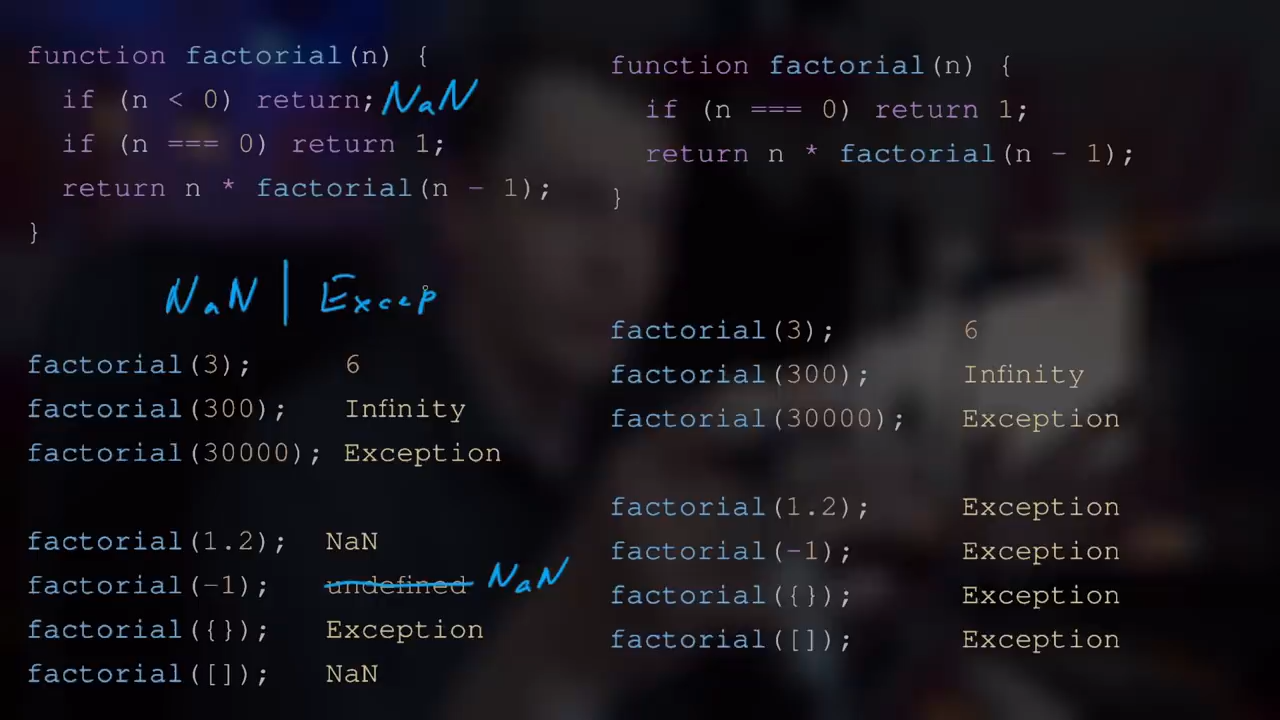 function factorial(n) {
if (n < 0) return; NaN
if (n === 0) return 1;
return n * factorial(n - 1);
}
NaN | Excep
factorial(3); 6
factorial(300); Infinity
factorial(30000); Exception
factorial(1.2); NaN
factorial(-1); undefined NaN
factorial({}); Exception
factorial([]); NaN
function factorial(n) {
if (n === 0) return 1;
return n * factorial(n - 1);
}
factorial(3); 6
factorial(300); Infinity
factorial(30000); Exception
factorial(1.2); Exception
factorial(-1); Exception
factorial({}); Exception
factorial([]); Exception